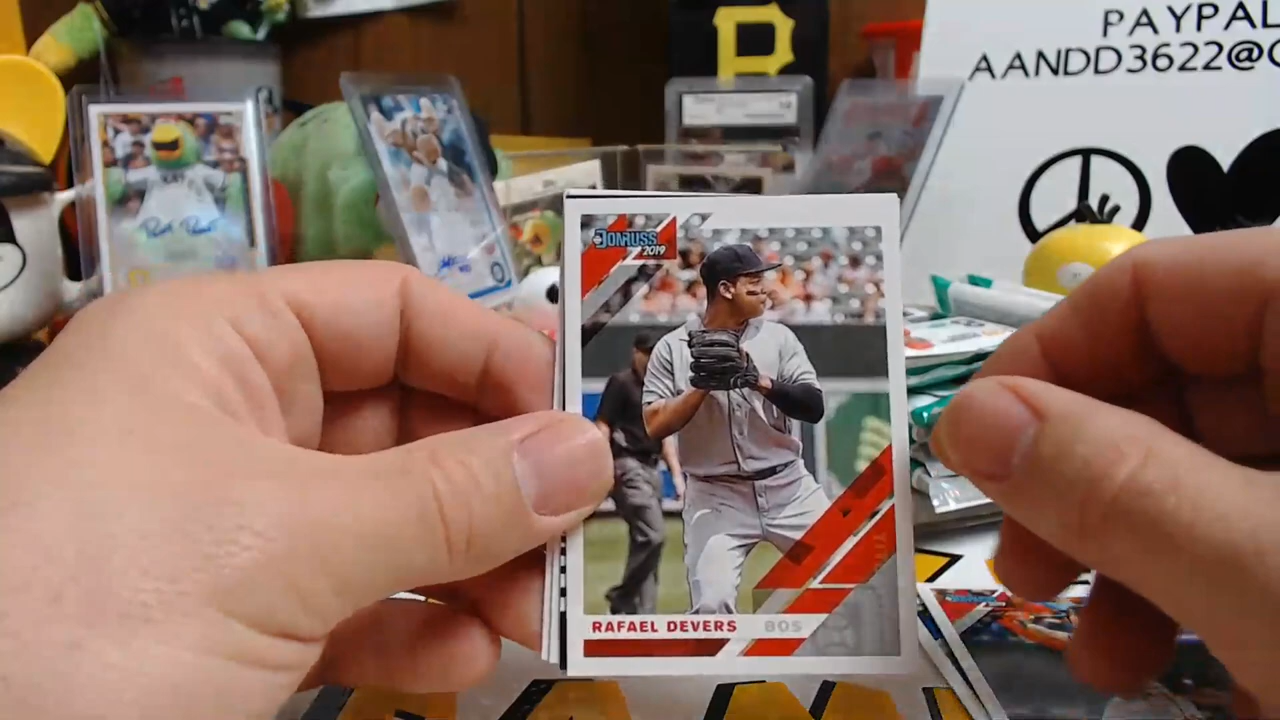 PAYPAL
AANDD3622@
P
DONRUSS
2019
RAFAEL DEVERS BOS